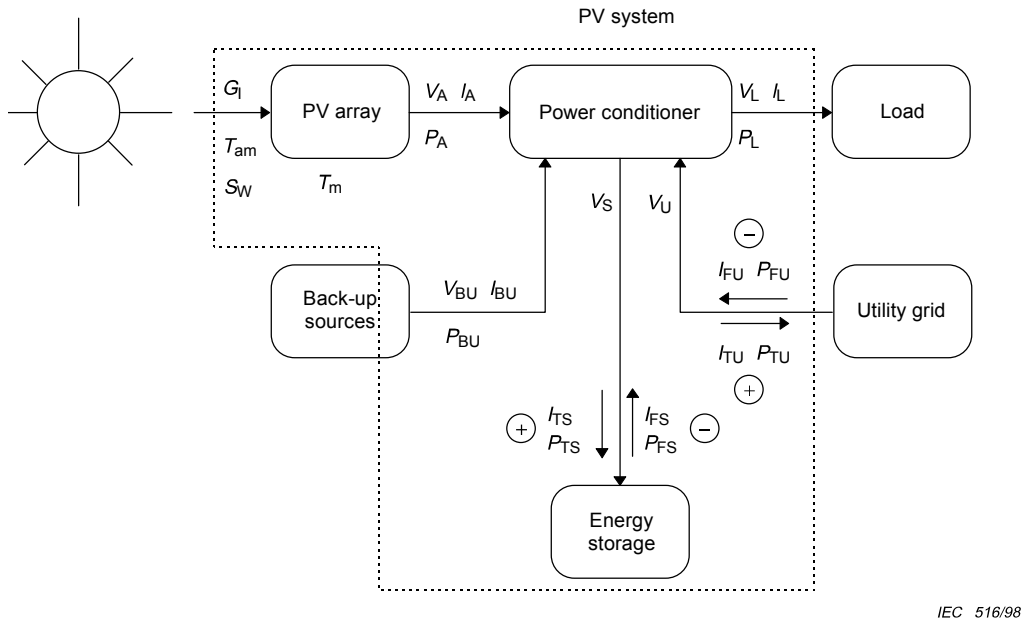 PV system
G_I
T_am
S_W
PV array
T_m
V_A I_A
P_A
Power conditioner
V_L I_L
P_L
Load
V_S
V_U
Back-up
sources
V_BU I_BU
P_BU
−
I_FU P_FU
I_TU P_TU
+
Utility grid
+
I_TS
P_TS
I_FS
P_FS
−
Energy
storage
IEC 516/98